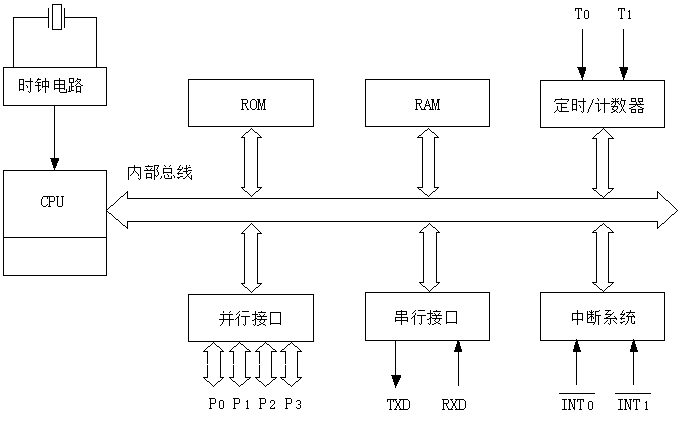 T0 T1
时钟电路
ROM
RAM
定时/计数器
内部总线
CPU
并行接口
串行接口
中断系统
P0 P1 P2 P3
TXD
RXD
INT0
INT1